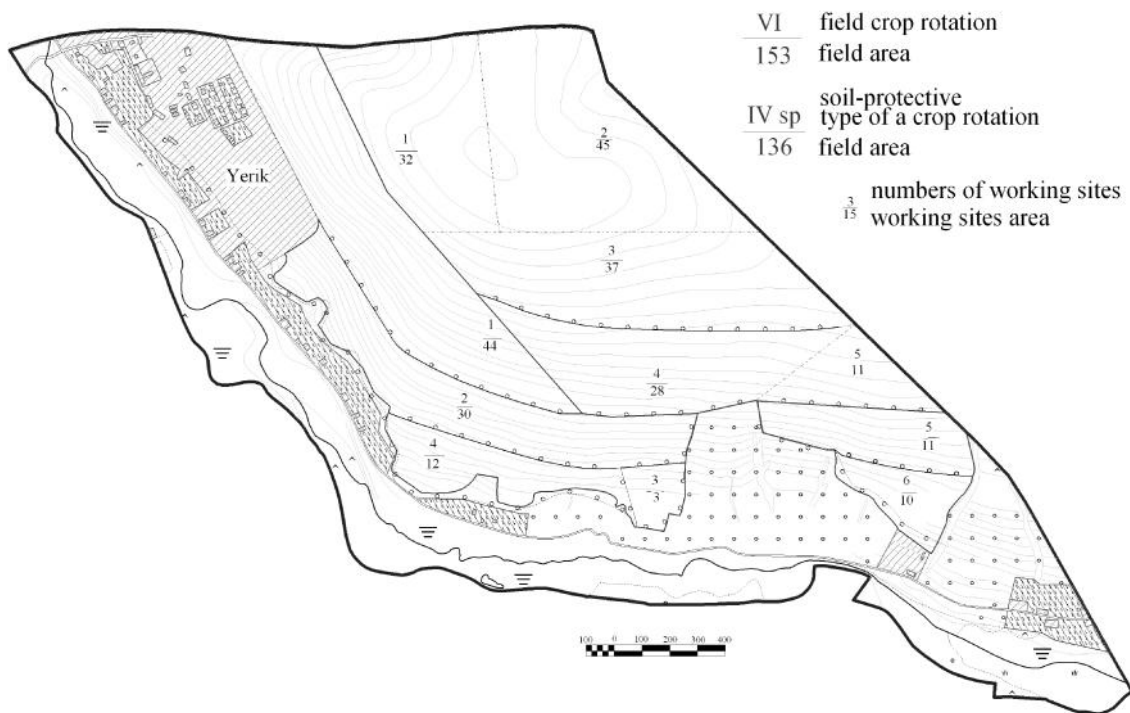 VI field crop rotation
153 field area
soil-protective
IV sp type of a crop rotation
136 field area
3 numbers of working sites
15 working sites area
Yerik
1
32
2
45
3
37
1
44
5
11
4
28
2
30
5
11
4
12
3
3
6
10
100 0 100 200 300 400